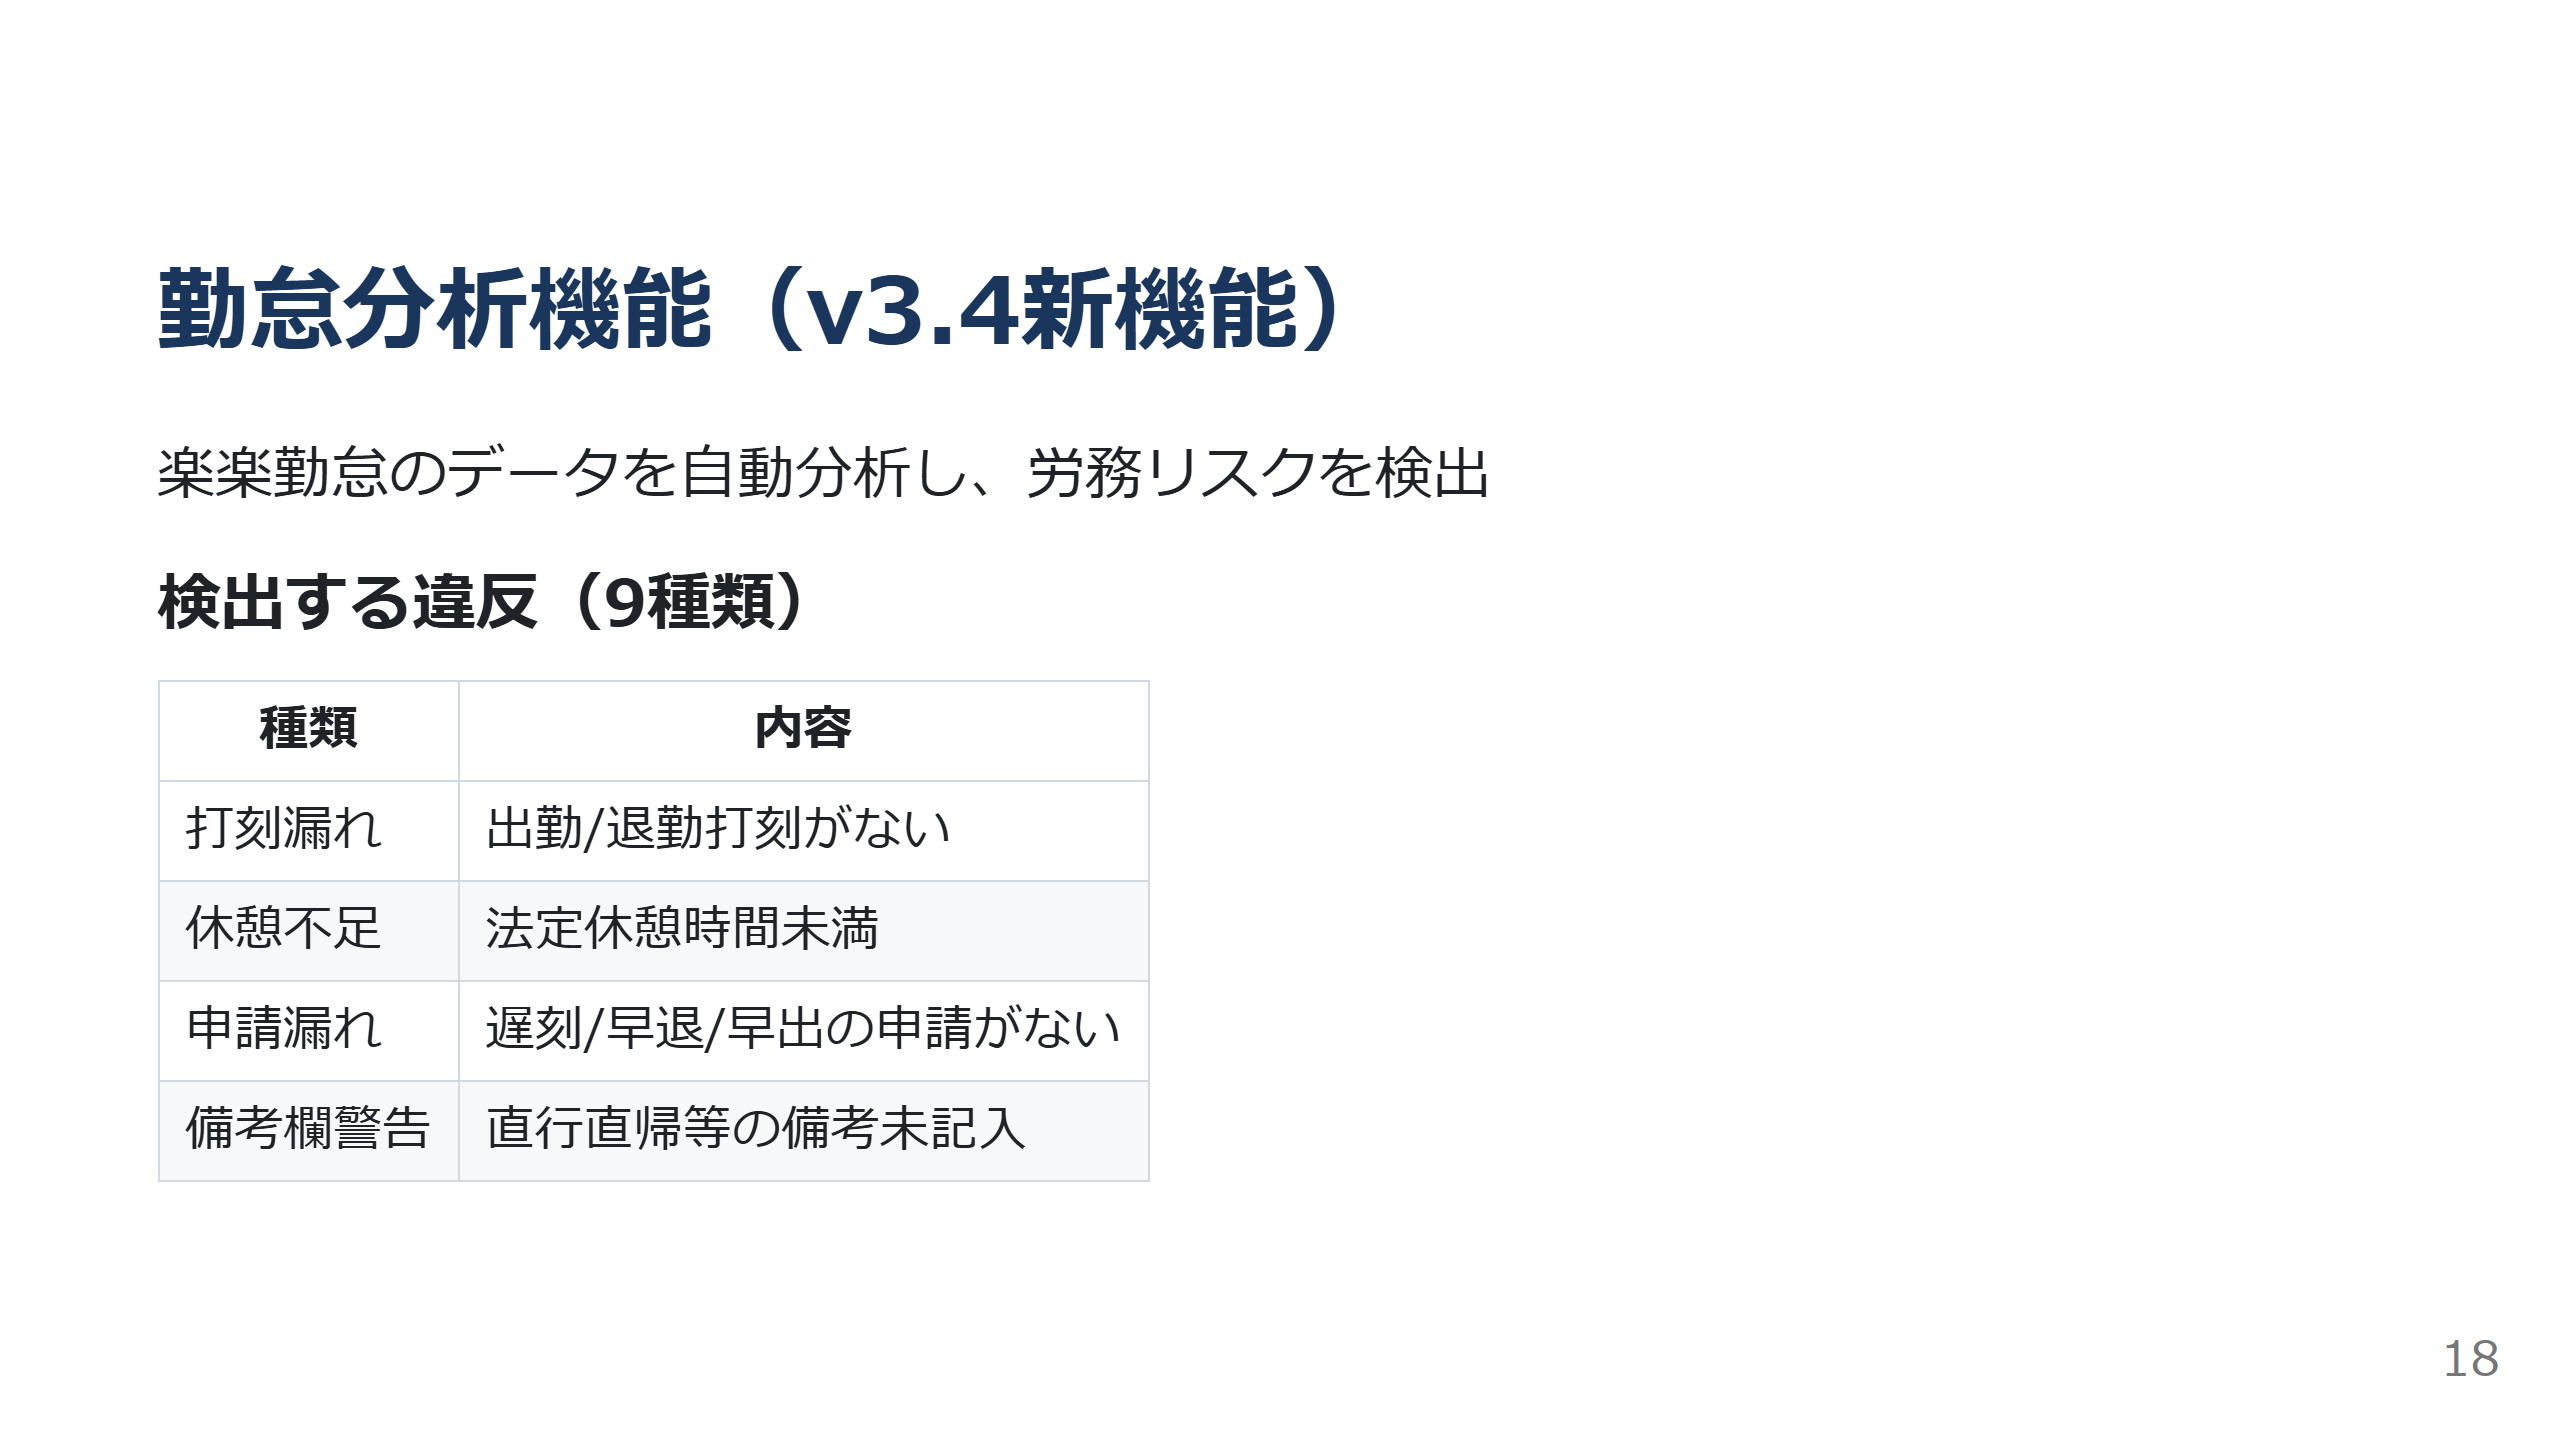 勤怠分析機能（v3.4新機能）
楽楽勤怠のデータを自動分析し、労務リスクを検出
検出する違反（9種類）
種類 内容
打刻漏れ 出勤/退勤打刻がない
休憩不足 法定休憩時間未満
申請漏れ 遅刻/早退/早出の申請がない
備考欄警告 直行直帰等の備考未記入
18